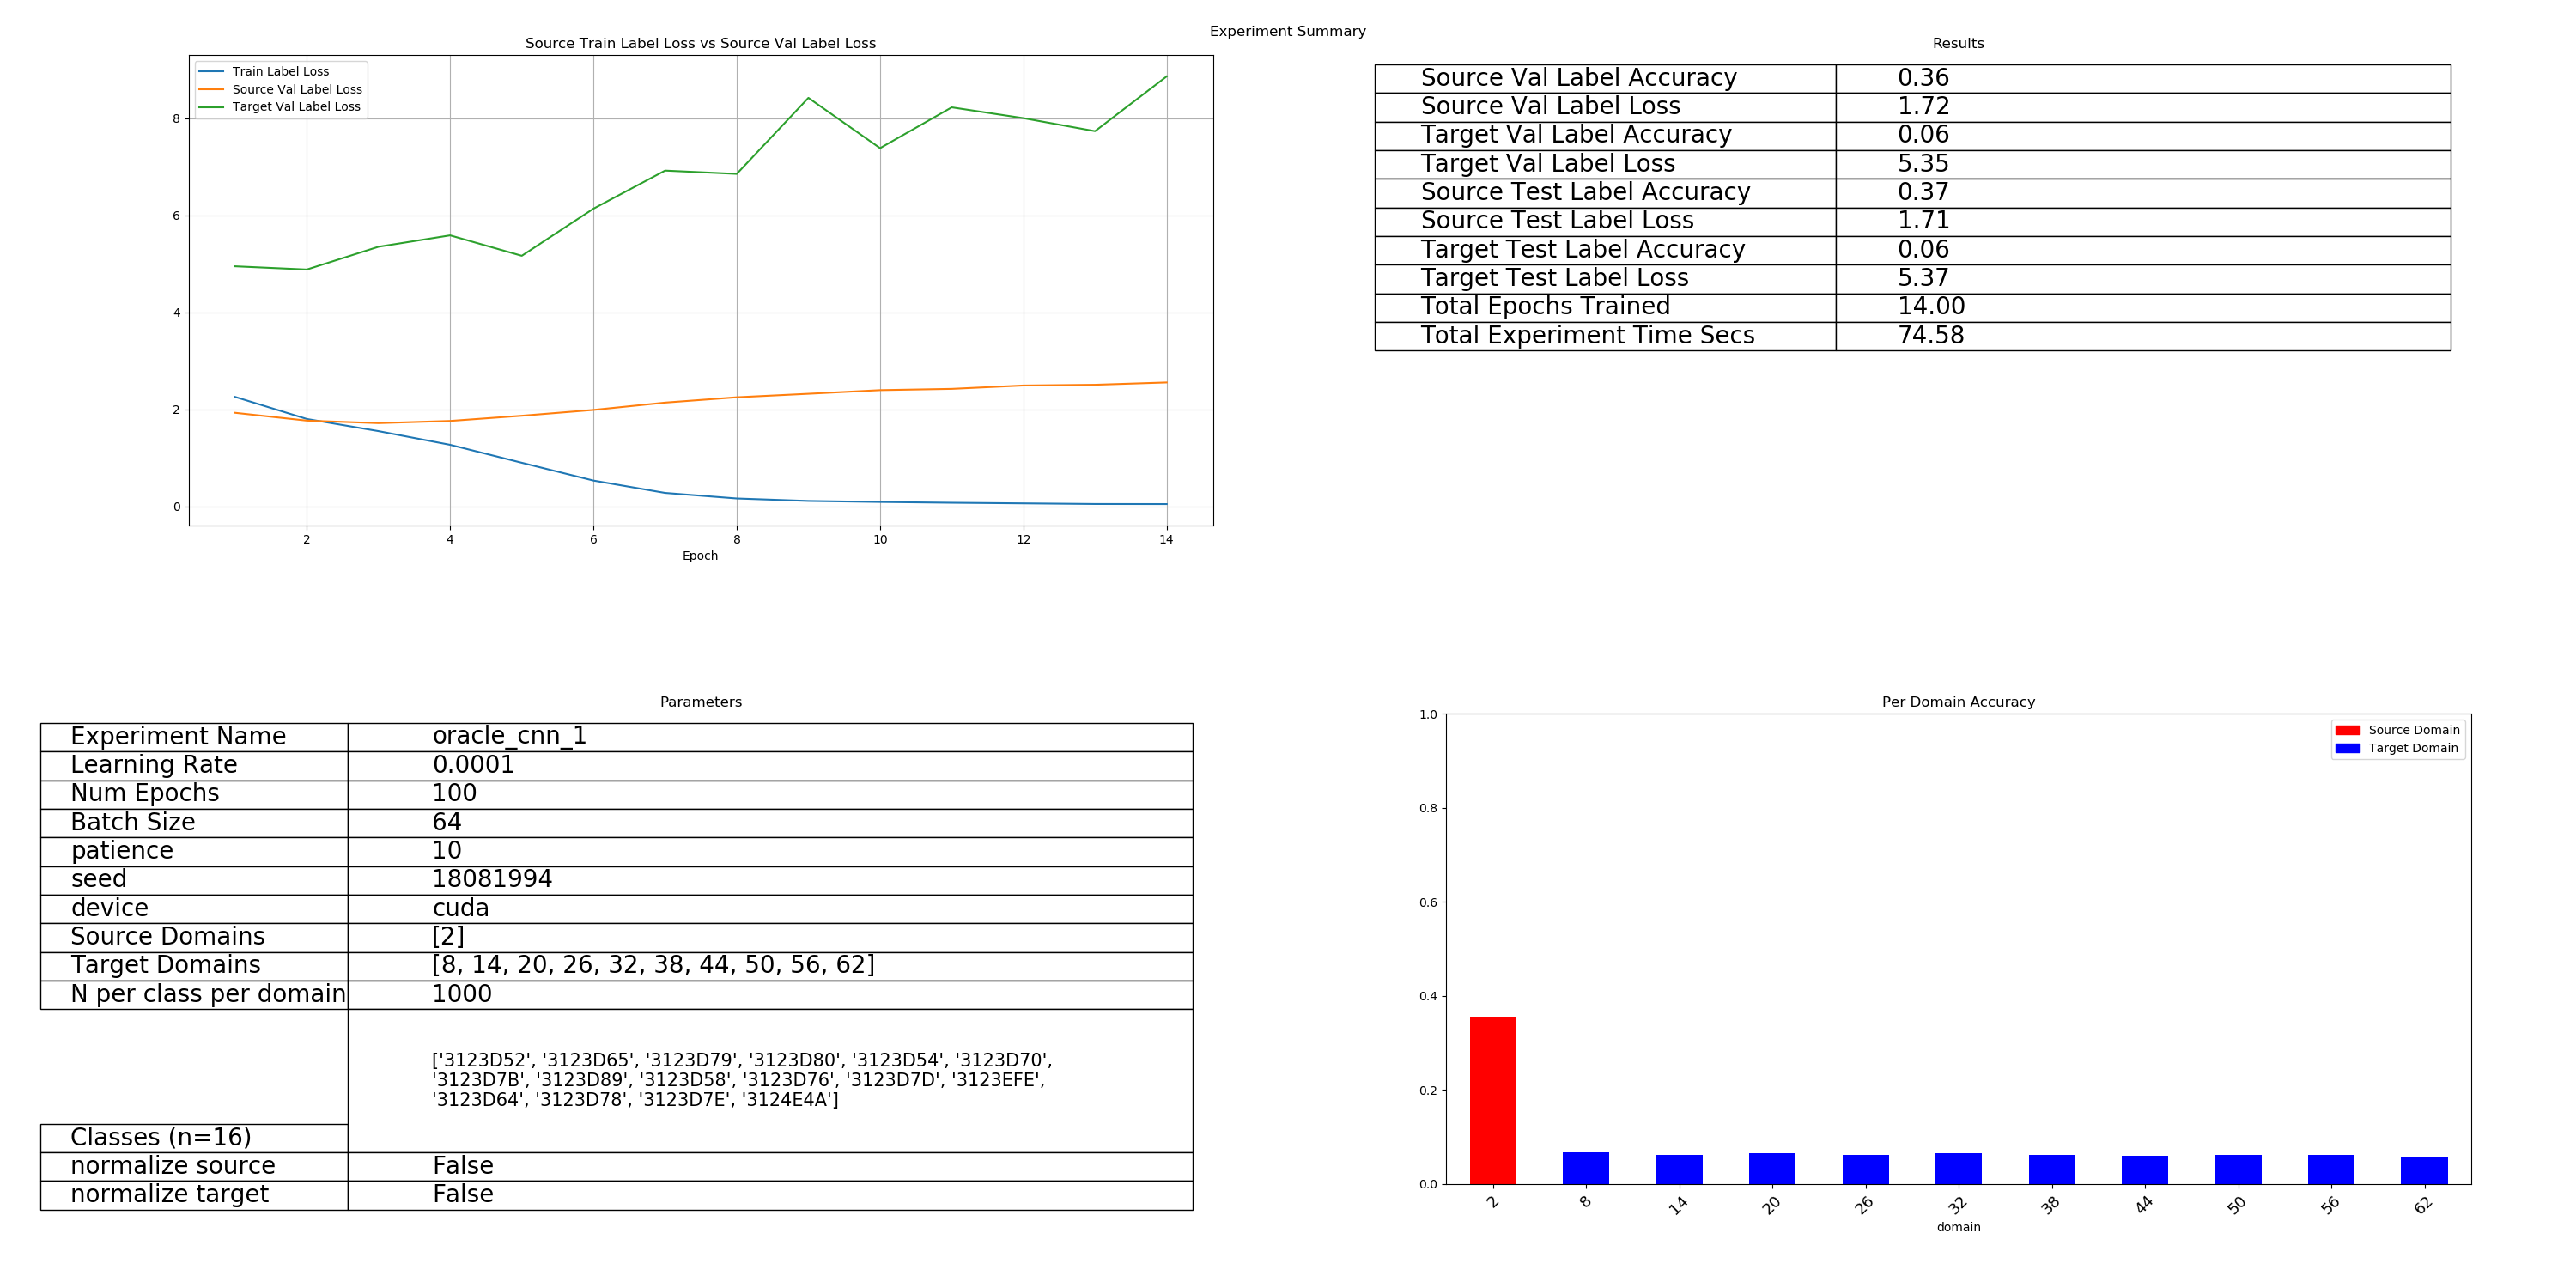 Experiment Summary
Source Train Label Loss vs Source Val Label Loss
Train Label Loss
Source Val Label Loss
Target Val Label Loss
8
6
4
2
0
2 4 6 8 10 12 14
Epoch
Results
Source Val Label Accuracy 0.36
Source Val Label Loss 1.72
Target Val Label Accuracy 0.06
Target Val Label Loss 5.35
Source Test Label Accuracy 0.37
Source Test Label Loss 1.71
Target Test Label Accuracy 0.06
Target Test Label Loss 5.37
Total Epochs Trained 14.00
Total Experiment Time Secs 74.58
Parameters
Experiment Name oracle_cnn_1
Learning Rate 0.0001
Num Epochs 100
Batch Size 64
patience 10
seed 18081994
device cuda
Source Domains [2]
Target Domains [8, 14, 20, 26, 32, 38, 44, 50, 56, 62]
N per class per domain 1000
['3123D52', '3123D65', '3123D79', '3123D80', '3123D54', '3123D70',
'3123D7B', '3123D89', '3123D58', '3123D76', '3123D7D', '3123EFE',
'3123D64', '3123D78', '3123D7E', '3124E4A']
Classes (n=16)
normalize source False
normalize target False
Per Domain Accuracy
Source Domain
Target Domain
1.0
0.8
0.6
0.4
0.2
0.0
2 8 14 20 26 32 38 44 50 56 62
domain